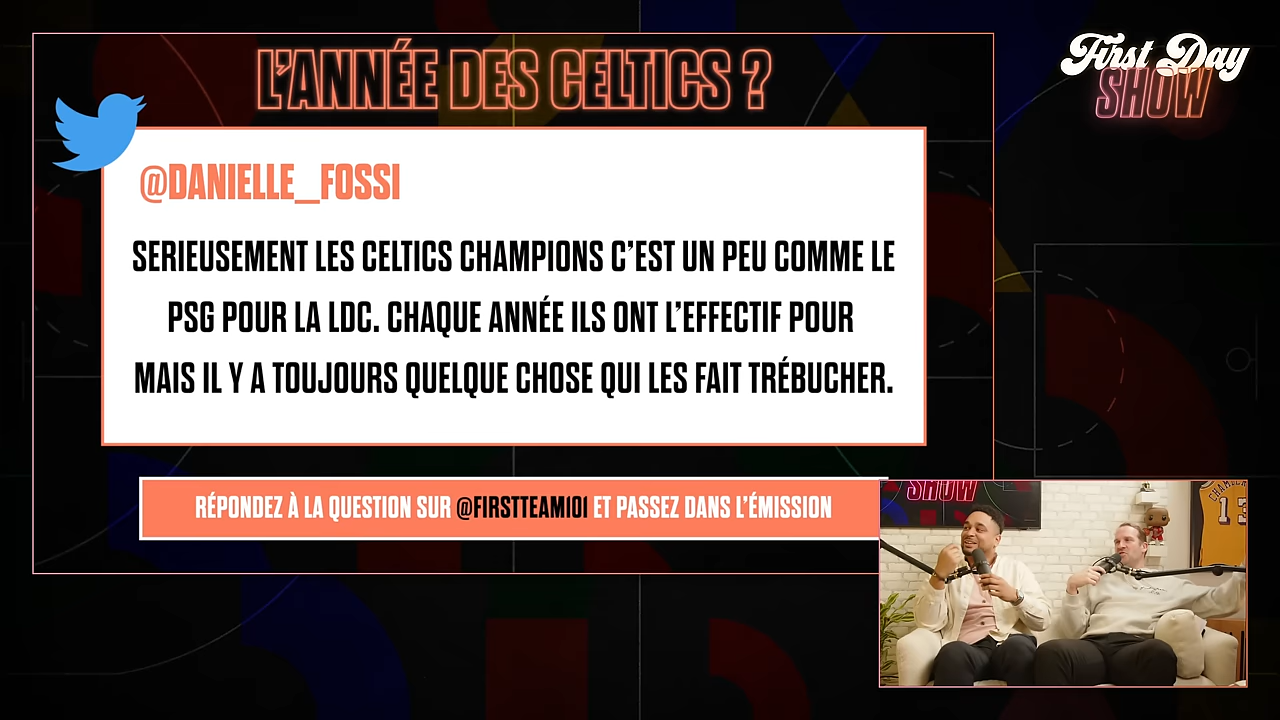 L'ANNÉE DES CELTICS ?
First Day
SHOW
@DANIELLE_FOSSI
SERIEUSEMENT LES CELTICS CHAMPIONS C'EST UN PEU COMME LE
PSG POUR LA LDC. CHAQUE ANNÉE ILS ONT L'EFFECTIF POUR
MAIS IL Y A TOUJOURS QUELQUE CHOSE QUI LES FAIT TRÉBUCHER.
RÉPONDEZ À LA QUESTION SUR @FIRSTTEAM101 ET PASSEZ DANS L'ÉMISSION
SHOW
13